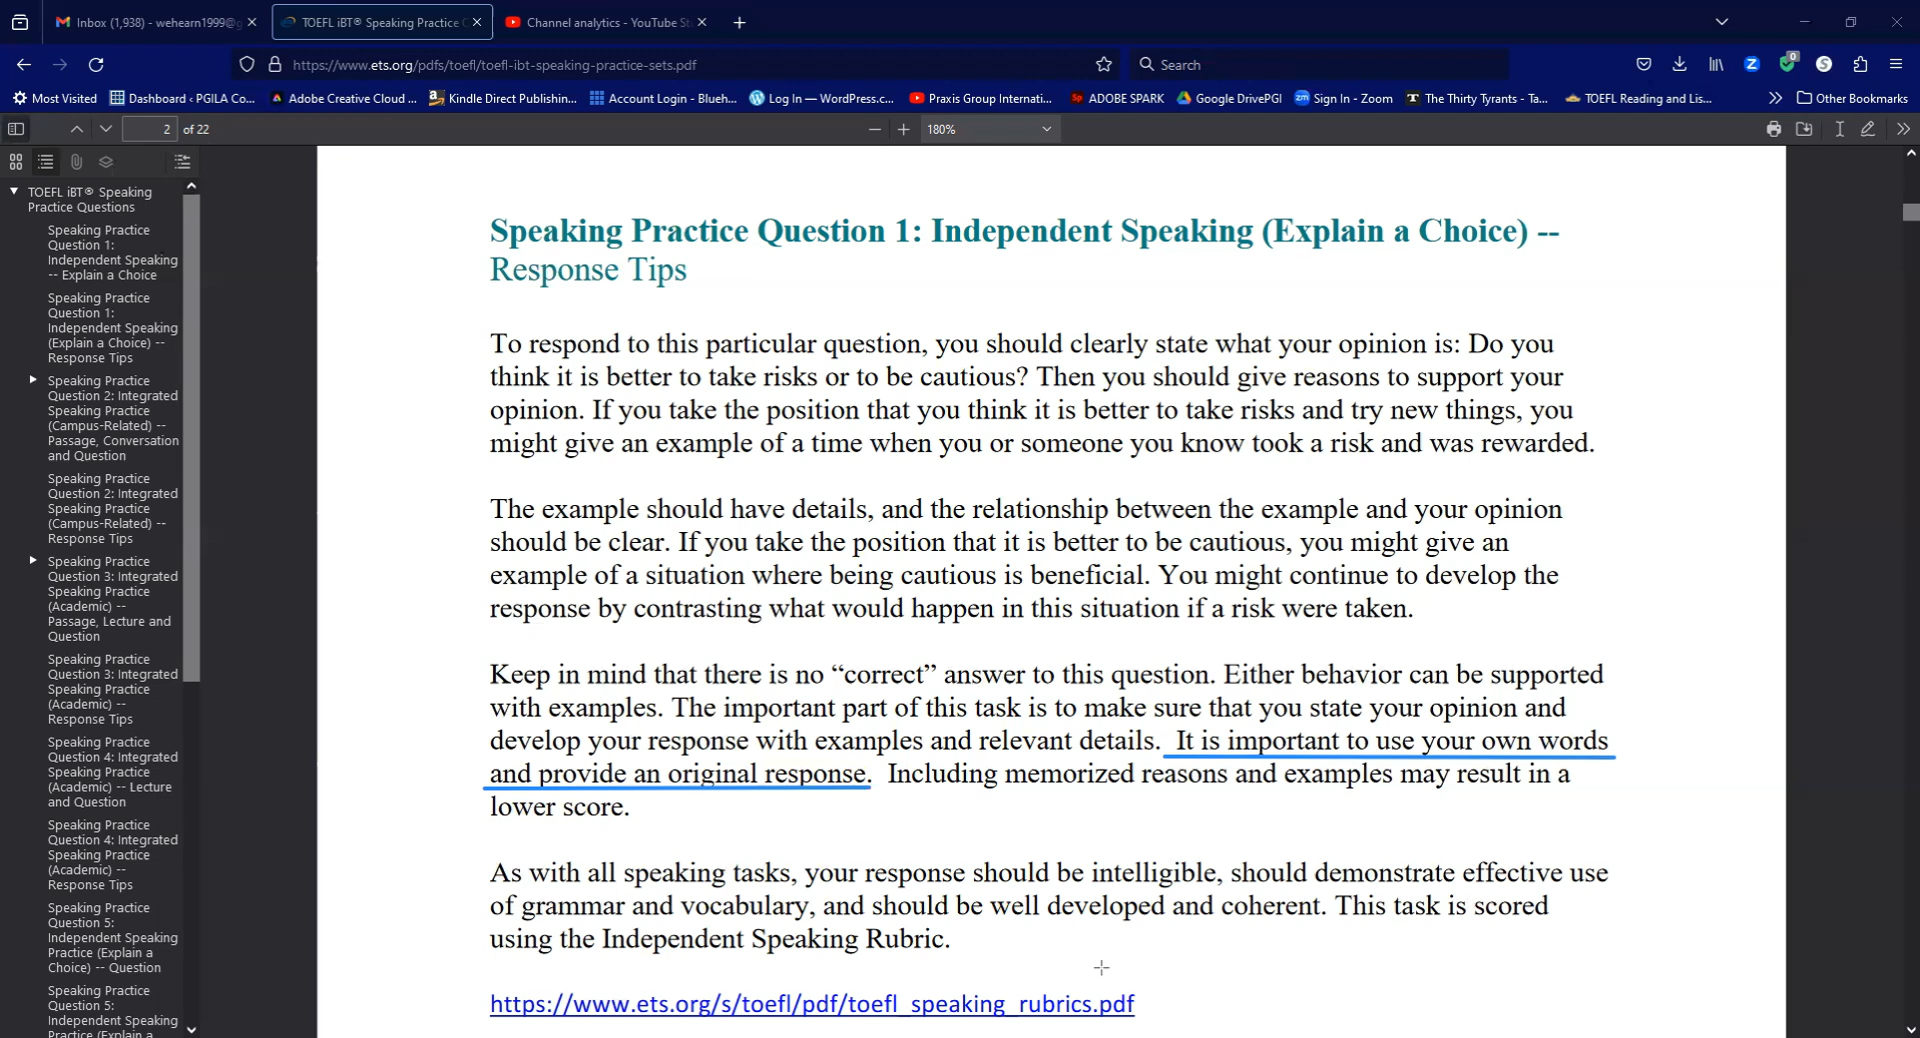 Inbox (1,938) - wehearn1999@g
TOEFL iBT® Speaking Practice
Channel analytics - YouTube St
https://www.ets.org/pdfs/toefl/toefl-ibt-speaking-practice-sets.pdf
Search
0
Most Visited
Dashboard ‹ PGILA Co...
Adobe Creative Cloud ...
Kindle Direct Publishin...
Account Login - Blueh...
Log In — WordPress.c...
Praxis Group Internati...
ADOBE SPARK
Google DrivePGI
Sign In - Zoom
The Thirty Tyrants - Ta...
TOEFL Reading and Lis...
Other Bookmarks
2 of 22
180%
TOEFL iBT® Speaking
Practice Questions
Speaking Practice
Question 1:
Independent Speaking
-- Explain a Choice
Speaking Practice
Question 1:
Independent Speaking
(Explain a Choice) --
Response Tips
Speaking Practice
Question 2: Integrated
Speaking Practice
(Campus-Related) --
Passage, Conversation
and Question
Speaking Practice
Question 2: Integrated
Speaking Practice
(Campus-Related) --
Response Tips
Speaking Practice
Question 3: Integrated
Speaking Practice
(Academic) --
Passage, Lecture and
Question
Speaking Practice
Question 3: Integrated
Speaking Practice
(Academic) --
Response Tips
Speaking Practice
Question 4: Integrated
Speaking Practice
(Academic) -- Lecture
and Question
Speaking Practice
Question 4: Integrated
Speaking Practice
(Academic) --
Response Tips
Speaking Practice
Question 5:
Independent Speaking
Practice (Explain a
Choice) -- Question
Speaking Practice
Question 5:
Independent Speaking
Practice (Explain a
Speaking Practice Question 1: Independent Speaking (Explain a Choice) --
Response Tips
To respond to this particular question, you should clearly state what your opinion is: Do you
think it is better to take risks or to be cautious? Then you should give reasons to support your
opinion. If you take the position that you think it is better to take risks and try new things, you
might give an example of a time when you or someone you know took a risk and was rewarded.
The example should have details, and the relationship between the example and your opinion
should be clear. If you take the position that it is better to be cautious, you might give an
example of a situation where being cautious is beneficial. You might continue to develop the
response by contrasting what would happen in this situation if a risk were taken.
Keep in mind that there is no “correct” answer to this question. Either behavior can be supported
with examples. The important part of this task is to make sure that you state your opinion and
develop your response with examples and relevant details. It is important to use your own words
and provide an original response. Including memorized reasons and examples may result in a
lower score.
As with all speaking tasks, your response should be intelligible, should demonstrate effective use
of grammar and vocabulary, and should be well developed and coherent. This task is scored
using the Independent Speaking Rubric.
https://www.ets.org/s/toefl/pdf/toefl_speaking_rubrics.pdf